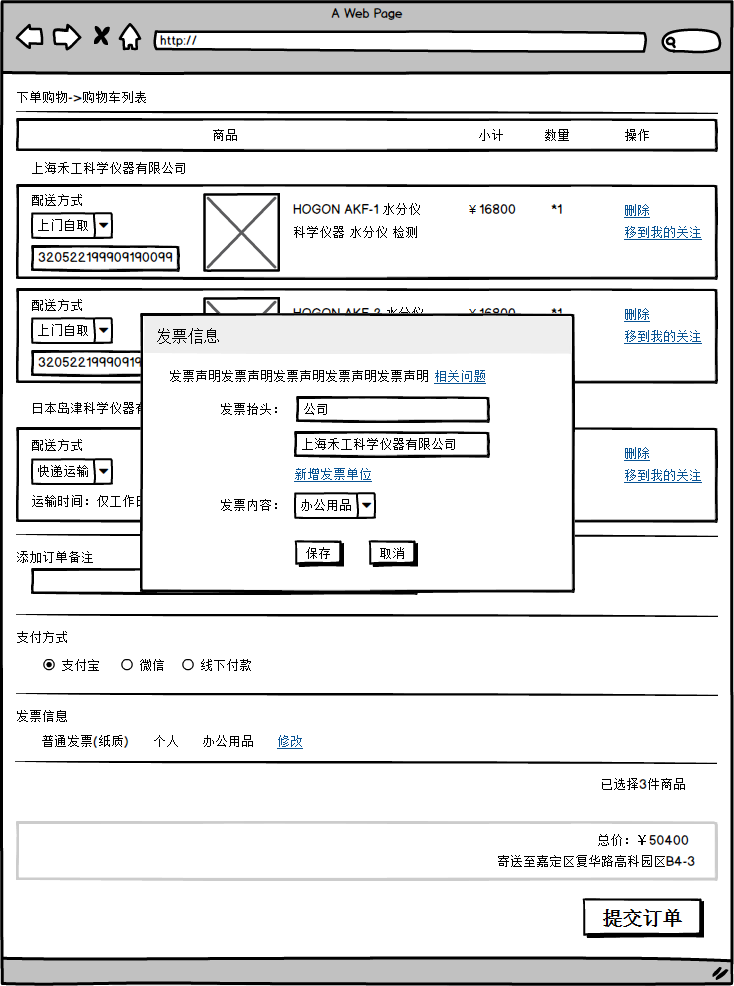 A Web Page
http://
下单购物->购物车列表
商品 小计 数量 操作
上海禾工科学仪器有限公司
配送方式
上门自取
320522199909190099
HOGON AKF-1 水分仪
科学仪器 水分仪 检测
￥16800
*1
删除
移到我的关注
配送方式
上门自取
3205221999091
HOGON AKF-2 水分仪
￥16800
*1
删除
移到我的关注
日本岛津科学仪器
配送方式
快递运输
运输时间：仅工作日
删除
移到我的关注
发票信息
发票声明发票声明发票声明发票声明发票声明 相关问题
发票抬头： 公司
上海禾工科学仪器有限公司
新增发票单位
发票内容： 办公用品
保存 取消
添加订单备注
支付方式
支付宝 微信 线下付款
发票信息
普通发票(纸质) 个人 办公用品 修改
已选择3件商品
总价：￥50400
寄送至嘉定区复华路高科园区B4-3
提交订单